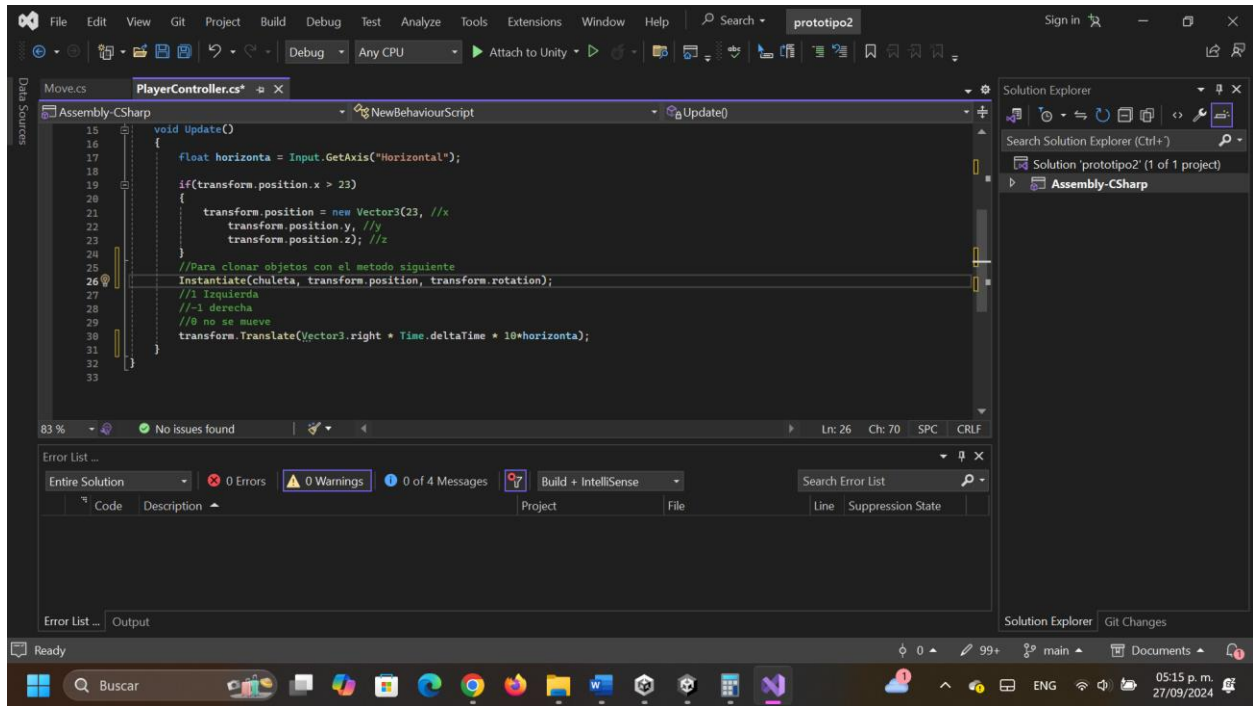 File Edit View Git Project Build Debug Test Analyze Tools Extensions Window Help Search prototipo2 Sign in
Debug Any CPU Attach to Unity
Data Sources
Move.cs PlayerController.cs*
Assembly-CSharp NewBehaviourScript Update()
15 void Update()
16 {
17 float horizonta = Input.GetAxis("Horizontal");
18
19 if(transform.position.x > 23)
20 {
21 transform.position = new Vector3(23, //x
22 transform.position.y, //y
23 transform.position.z); //z
24 }
25 //Para clonar objetos con el metodo siguiente
26 Instantiate(chuleta, transform.position, transform.rotation);
27 //1 Izquierda
28 //-1 derecha
29 //0 no se mueve
30 transform.Translate(Vector3.right * Time.deltaTime * 10*horizonta);
31 }
32 }
33
83 % No issues found Ln: 26 Ch: 70 SPC CRLF
Error List ...
Entire Solution 0 Errors 0 Warnings 0 of 4 Messages Build + IntelliSense Search Error List
Code Description Project File Line Suppression State
Error List ... Output
Solution Explorer
Search Solution Explorer (Ctrl+¨)
Solution 'prototipo2' (1 of 1 project)
Assembly-CSharp
Solution Explorer Git Changes
Ready 0 99+ main Documents 1
Buscar 1 ENG 05:15 p. m.
27/09/2024